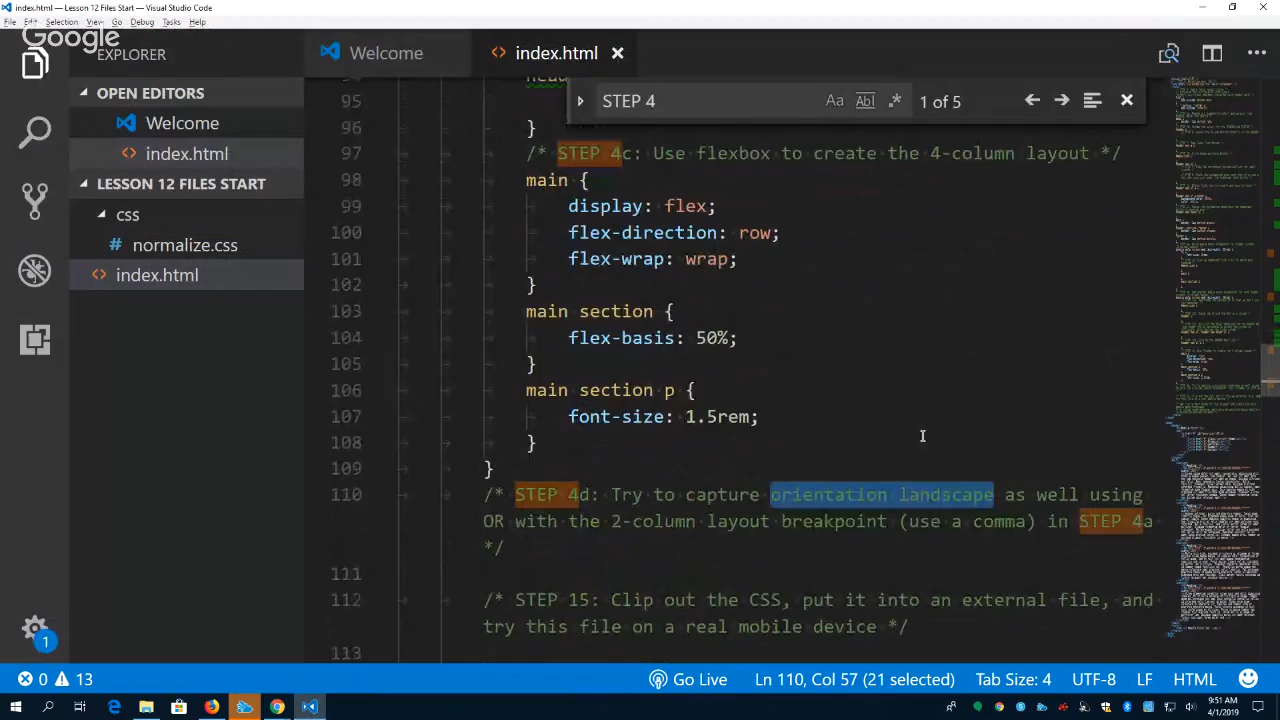 index.html - Lesson 12 Files Start - Visual Studio Code
File Edit Selection View Go Debug Tasks Help
Google
EXPLORER
Welcome
index.html
OPEN EDITORS
Welcome
index.html
LESSON 12 FILES START
css
# normalize.css
index.html
STEP 4
Aa Abl .* 1 of 5
95
96 }
97 /* STEP 4c: Use flexbox to create the 4-column layout */
98 main {
99 display: flex;
100 flex-direction: row;
101 flex-wrap: wrap;
102 }
103 main section {
104 flex-basis: 50%;
105 }
106 main section p {
107 font-size: 1.5rem;
108 }
109 }
110 /* STEP 4d: Try to capture orientation landscape as well using
OR with the 2-column layout breakpoint (use a comma) in STEP 4a
*/
111
112 /* STEP 15: Clip out the CSS, put it into an external file, and
try this file on a real mobile device */
113
1
0 13 Go Live Ln 110, Col 57 (21 selected) Tab Size: 4 UTF-8 LF HTML
9:51 AM
4/1/2019